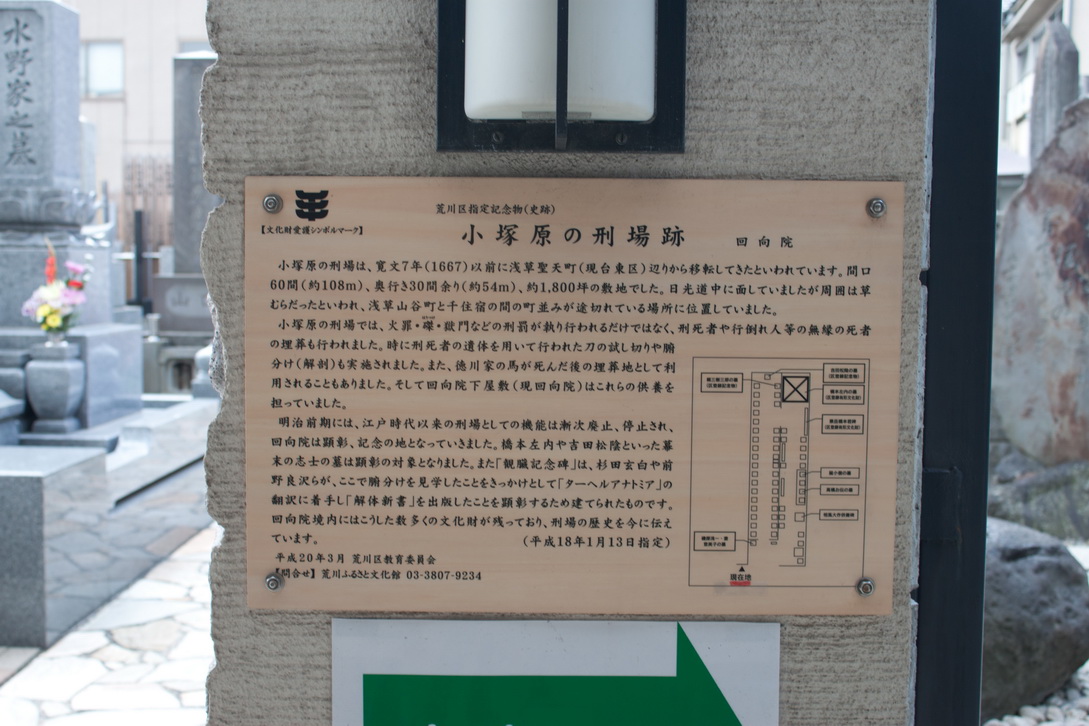 水野家之墓
荒川区指定記念物(史跡)
【文化財愛護シンボルマーク】
小塚原の刑場跡 回向院
小塚原の刑場は、寛文7年(1667)以前に浅草聖天町(現台東区)辺りから移転してきたといわれています。間口
60間(約108m)、奥行き30間余り(約54m)、約1,800坪の敷地でした。日光道中に面していましたが周囲は草
むらだったといわれ、浅草山谷町と千住宿の間の町並みが途切れている場所に位置していました。
小塚原の刑場では、火罪・磔・獄門などの刑罰が執り行われるだけではなく、刑死者や行倒れ人等の無縁の死者
の埋葬も行われました。時に刑死者の遺体を用いて行われた刀の試し切りや腑
分け(解剖)も実施されました。また、徳川家の馬が死んだ後の埋葬地として利
用されることもありました。そして回向院下屋敷(現回向院)はこれらの供養を
担っていました。
明治前期には、江戸時代以来の刑場としての機能は漸次廃止、停止され、
回向院は顕彰、記念の地となっていきました。橋本左内や吉田松陰といった幕
末の志士の墓は顕彰の対象となりました。また「観臓記念碑」は、杉田玄白や前
野良沢らが、ここで腑分けを見学したことをきっかけとして「ターヘルアナトミア」の
翻訳に着手し「解体新書」を出版したことを顕彰するため建てられたものです。
回向院境内にはこうした数多くの文化財が残っており、刑場の歴史を今に伝え
ています。 (平成18年1月13日指定)
平成20年3月 荒川区教育委員会
【問合せ】荒川ふるさと文化館 03-3807-9234
現在地